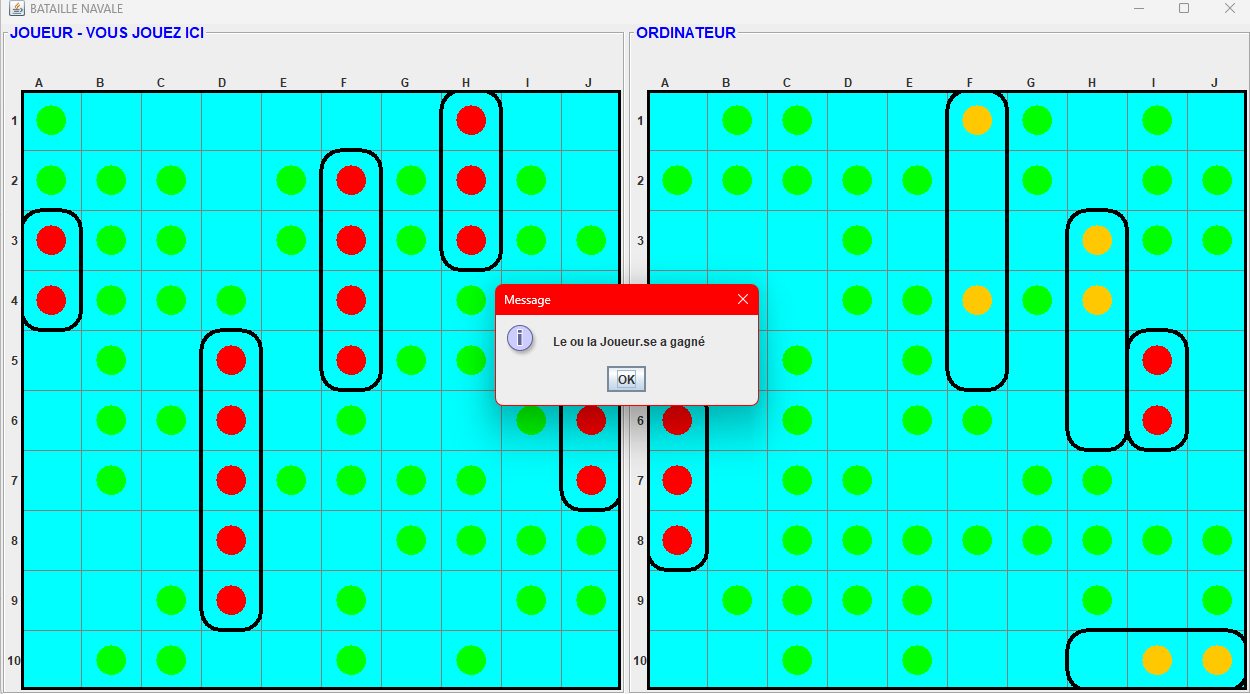 BATAILLE NAVALE
JOUEUR - VOUS JOUEZ ICI
ORDINATEUR
A B C D E F G H I J
A B C D E F G H I J
1
2
3
4
5
6
7
8
9
10
1
2
3
4
5
6
7
8
9
10
Message
i
Le ou la Joueur.se a gagné
OK